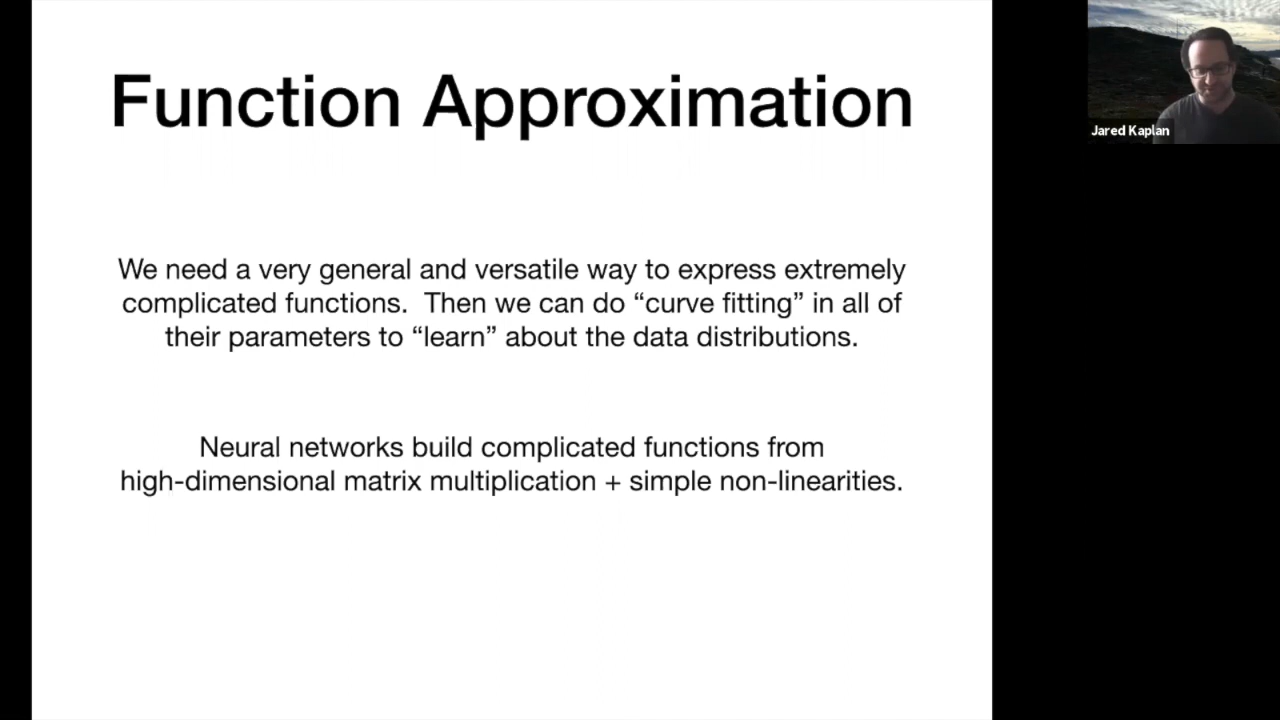 Function Approximation
We need a very general and versatile way to express extremely
complicated functions.  Then we can do “curve fitting” in all of
their parameters to “learn” about the data distributions.
Neural networks build complicated functions from
high-dimensional matrix multiplication + simple non-linearities.
Jared Kaplan